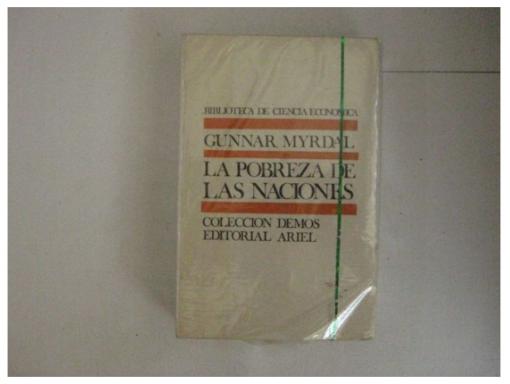 BIBLIOTECA DE CIENCIA ECONOMICA
GUNNAR MYRDAL
LA POBREZA DE
LAS NACIONES
COLECCION DEMOS
EDITORIAL ARIEL